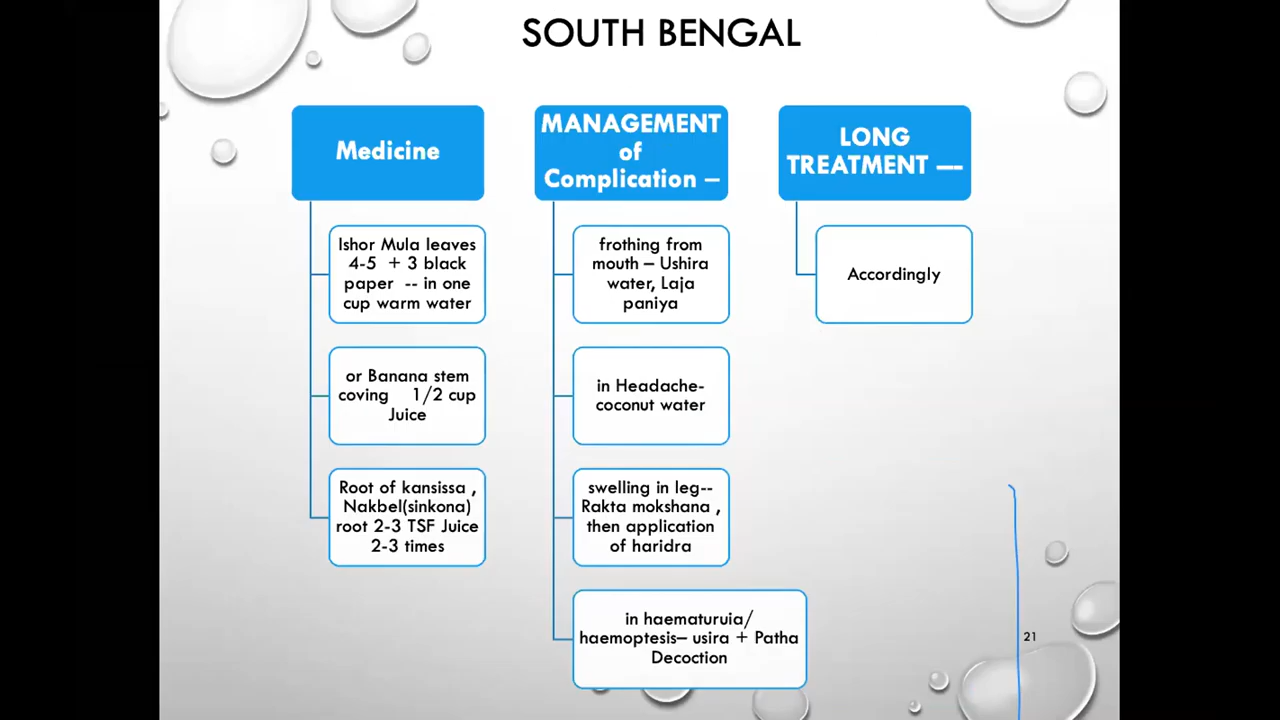 SOUTH BENGAL
Medicine
Ishor Mula leaves
4-5 + 3 black
paper -- in one
cup warm water
or Banana stem
coving 1/2 cup
Juice
Root of kansissa ,
Nakbel(sinkona)
root 2-3 TSF Juice
2-3 times
MANAGEMENT
of
Complication –
frothing from
mouth – Ushira
water, Laja
paniya
in Headache-
coconut water
swelling in leg--
Rakta mokshana ,
then application
of haridra
in haematuruia/
haemoptesis– usira + Patha
Decoction
LONG
TREATMENT —-
Accordingly
21